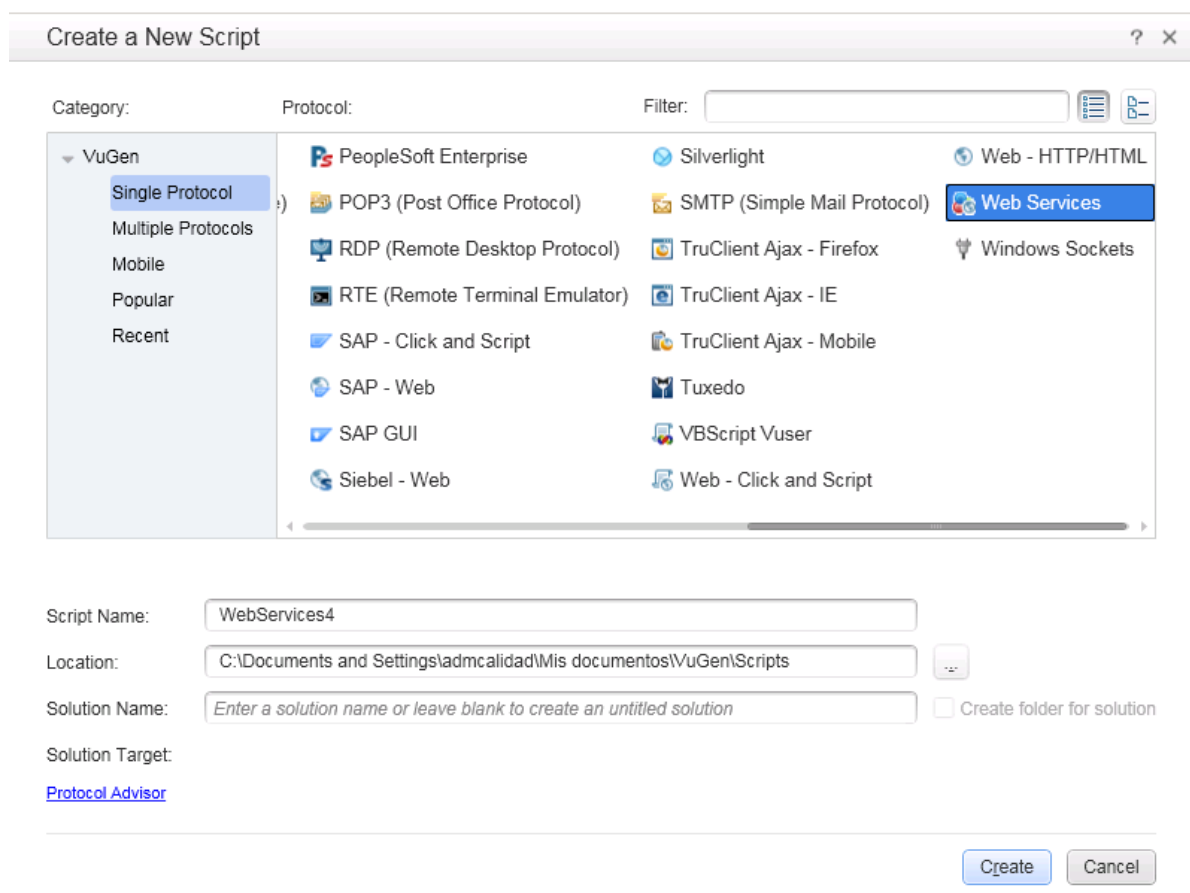 Create a New Script
?
Category:
Protocol:
Filter:
VuGen
Single Protocol
Multiple Protocols
Mobile
Popular
Recent
)
PeopleSoft Enterprise
POP3 (Post Office Protocol)
RDP (Remote Desktop Protocol)
RTE (Remote Terminal Emulator)
SAP - Click and Script
SAP - Web
SAP GUI
Siebel - Web
Silverlight
SMTP (Simple Mail Protocol)
TruClient Ajax - Firefox
TruClient Ajax - IE
TruClient Ajax - Mobile
Tuxedo
VBScript Vuser
Web - Click and Script
Web - HTTP/HTML
Web Services
Windows Sockets
Script Name:
WebServices4
Location:
C:\Documents and Settings\admcalidad\Mis documentos\VuGen\Scripts
...
Solution Name:
Enter a solution name or leave blank to create an untitled solution
Create folder for solution
Solution Target:
Protocol Advisor
Create
Cancel